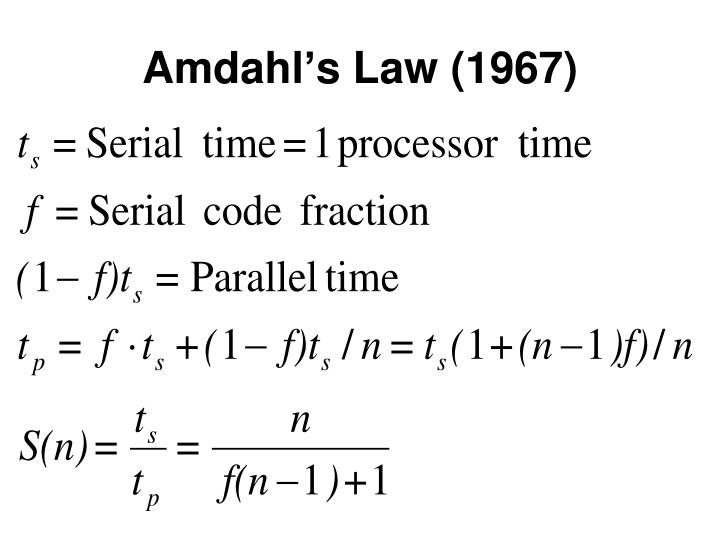 Amdahl’s Law (1967)
t_s = Serial time = 1 processor time
f = Serial code fraction
(1 − f)t_s = Parallel time
t_p = f · t_s + (1 − f)t_s / n = t_s(1 + (n − 1)f) / n
S(n) = t_s / t_p = n / (f(n − 1) + 1)